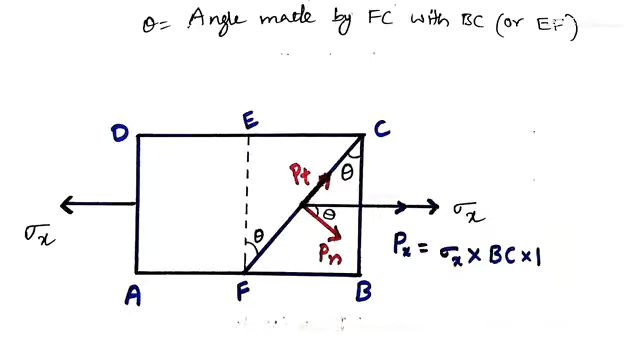 θ = Angle made by FC with BC (or EF)
D
E
C
Pt
θ
σx
θ
σx
θ
Pn
Px = σx × BC × 1
A
F
B